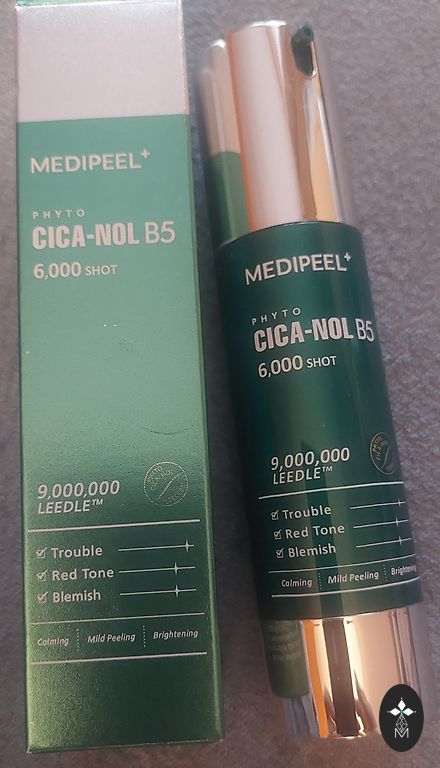 MEDIPEEL+
PHYTO
CICA-NOL B5
6,000 SHOT
9,000,000
LEEDLE™
Trouble
Red Tone
Blemish
Calming Mild Peeling Brightening
MEDIPEEL+
PHYTO
CICA-NOL B5
6,000 SHOT
9,000,000
LEEDLE™
Trouble
Red Tone
Blemish
Calming Mild Peeling Brightening